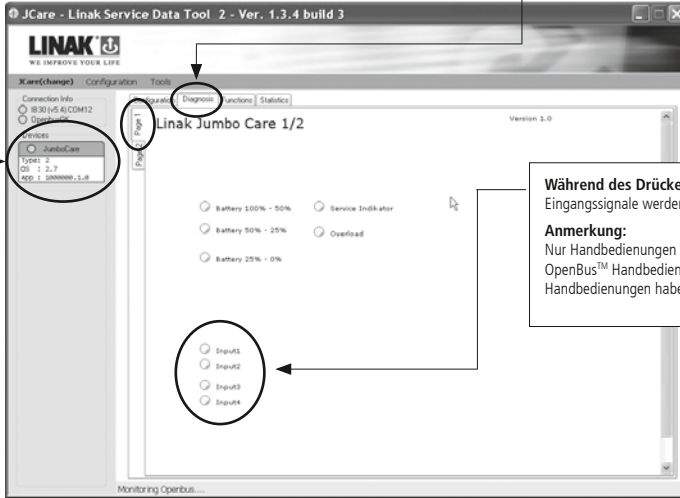 JCare - Linak Service Data Tool 2 - Ver. 1.3.4 build 3
LINAK
WE IMPROVE YOUR LIFE
Configuration Tools
Connection Info
IB30 (v5.4) COM12
OpenbusOK
Devices
JumboCare
Type: 2
OS : 2.7
App : 1000000.1.0
Configuration Diagnosis Functions Statistics
Page 1
Page 2
Linak Jumbo Care 1/2
Version 1.0
Battery 100% - 50%
Service Indikator
Battery 50% - 25%
Overload
Battery 25% - 0%
Input1
Input2
Input3
Input4
Während des Drücke
Eingangssignale werde
Anmerkung:
Nur Handbedienungen
OpenBus™ Handbedien
Handbedienungen habe
Monitoring Openbus....